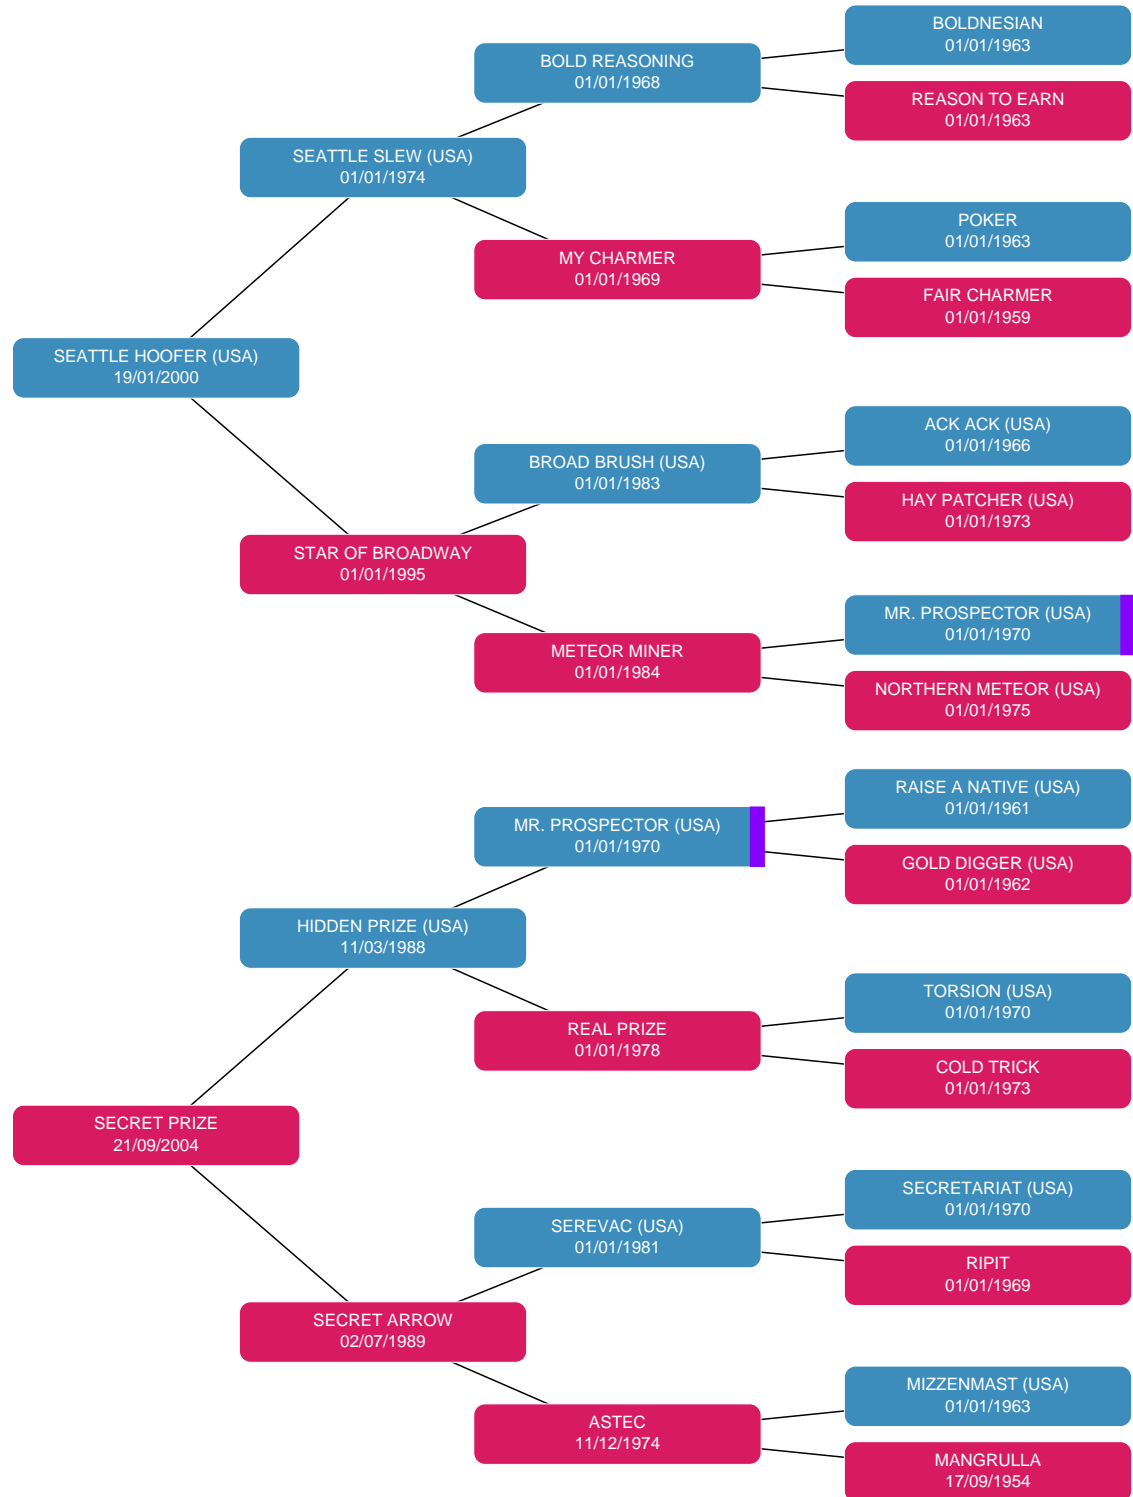 BOLDNESIAN
01/01/1963
BOLD REASONING
01/01/1968
REASON TO EARN
01/01/1963
SEATTLE SLEW (USA)
01/01/1974
POKER
01/01/1963
MY CHARMER
01/01/1969
FAIR CHARMER
01/01/1959
SEATTLE HOOFER (USA)
19/01/2000
ACK ACK (USA)
01/01/1966
BROAD BRUSH (USA)
01/01/1983
HAY PATCHER (USA)
01/01/1973
STAR OF BROADWAY
01/01/1995
MR. PROSPECTOR (USA)
01/01/1970
METEOR MINER
01/01/1984
NORTHERN METEOR (USA)
01/01/1975
RAISE A NATIVE (USA)
01/01/1961
MR. PROSPECTOR (USA)
01/01/1970
GOLD DIGGER (USA)
01/01/1962
HIDDEN PRIZE (USA)
11/03/1988
TORSION (USA)
01/01/1970
REAL PRIZE
01/01/1978
COLD TRICK
01/01/1973
SECRET PRIZE
21/09/2004
SECRETARIAT (USA)
01/01/1970
SEREVAC (USA)
01/01/1981
RIPIT
01/01/1969
SECRET ARROW
02/07/1989
MIZZENMAST (USA)
01/01/1963
ASTEC
11/12/1974
MANGRULLA
17/09/1954